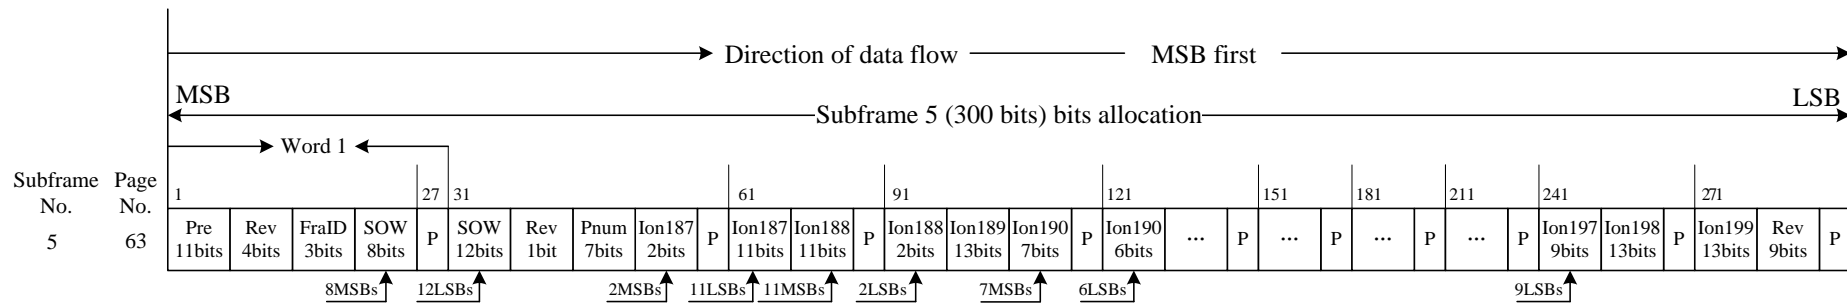 Direction of data flow MSB first
MSB LSB
Subframe 5 (300 bits) bits allocation
Word 1
Subframe No. Page No.
1 27 31 61 91 121 151 181 211 241 271
5 63
Pre 11bits
Rev 4bits
FraID 3bits
SOW 8bits
P
SOW 12bits
Rev 1bit
Pnum 7bits
Ion187 2bits
P
Ion187 11bits
Ion188 11bits
P
Ion188 2bits
Ion189 13bits
Ion190 7bits
P
Ion190 6bits
...
P
...
P
...
P
...
P
Ion197 9bits
Ion198 13bits
P
Ion199 13bits
Rev 9bits
P
8MSBs 12LSBs 2MSBs 11LSBs 11MSBs 2LSBs 7MSBs 6LSBs 9LSBs